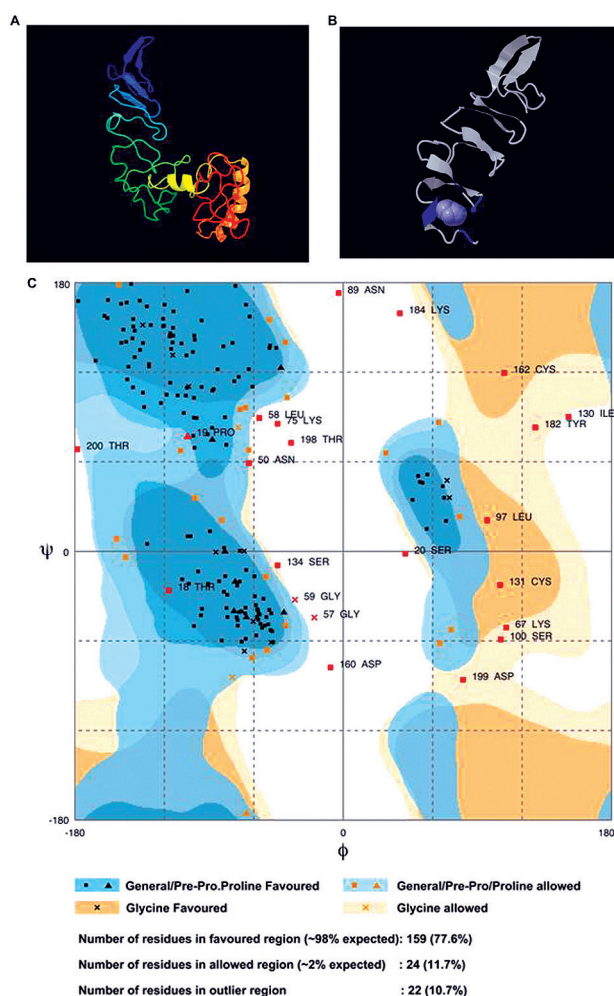 A
B
C
180
89 ASN
184 LYS
162 CYS
130 ILE
58 LEU
75 LYS
182 TYR
19 PRO
198 THR
200 THR
50 ASN
97 LEU
ψ
0
20 SER
134 SER
18 THR
131 CYS
59 GLY
57 GLY
67 LYS
100 SER
160 ASP
199 ASP
-180
-180
0
180
ϕ
General/Pre-Pro.Proline Favoured
General/Pre-Pro/Proline allowed
Glycine Favoured
Glycine allowed
Number of residues in favoured region (~98% expected): 159 (77.6%)
Number of residues in allowed region (~2% expected) : 24 (11.7%)
Number of residues in outlier region : 22 (10.7%)